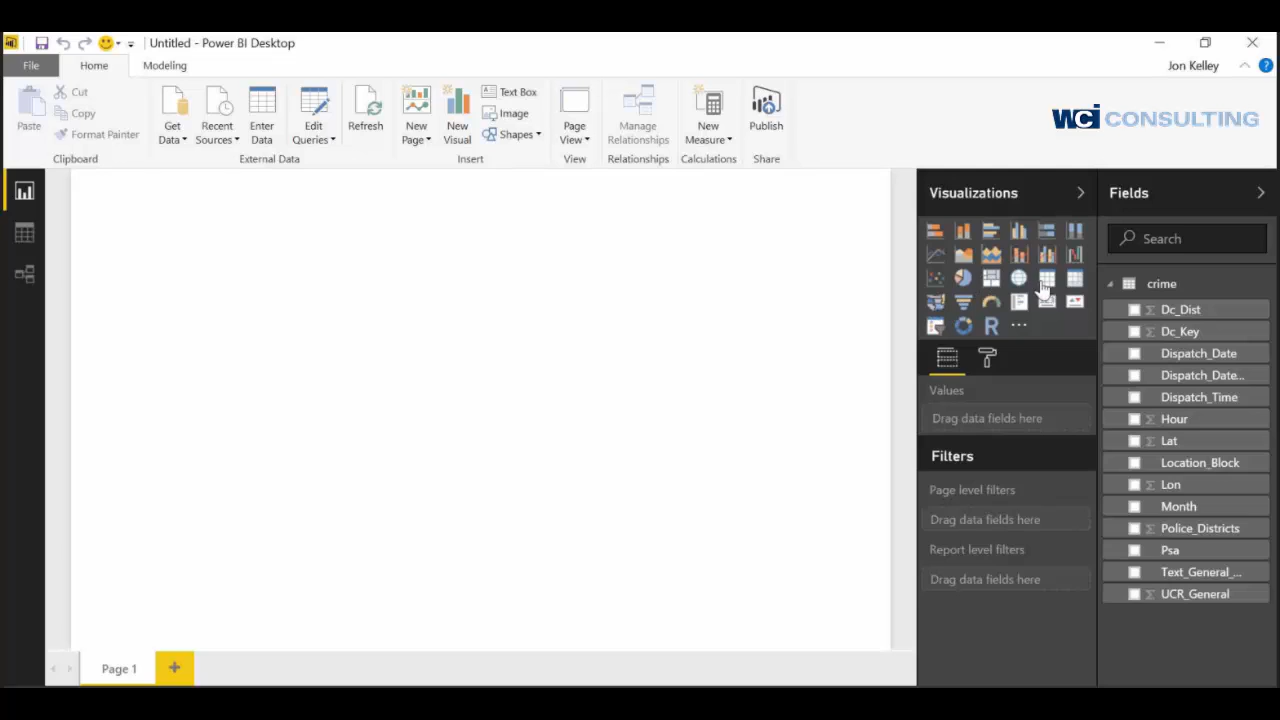 Untitled - Power BI Desktop
File
Home
Modeling
Jon Kelley
?
Paste
Cut
Copy
Format Painter
Clipboard
Get Data
Recent Sources
Enter Data
External Data
Edit Queries
Refresh
New Page
New Visual
Text Box
Image
Shapes
Insert
Page View
View
Manage Relationships
Relationships
New Measure
Calculations
Publish
Share
WCI CONSULTING
Visualizations
R
Values
Drag data fields here
Filters
Page level filters
Drag data fields here
Report level filters
Drag data fields here
Fields
Search
crime
Dc_Dist
Dc_Key
Dispatch_Date
Dispatch_Date...
Dispatch_Time
Hour
Lat
Location_Block
Lon
Month
Police_Districts
Psa
Text_General_...
UCR_General
Page 1